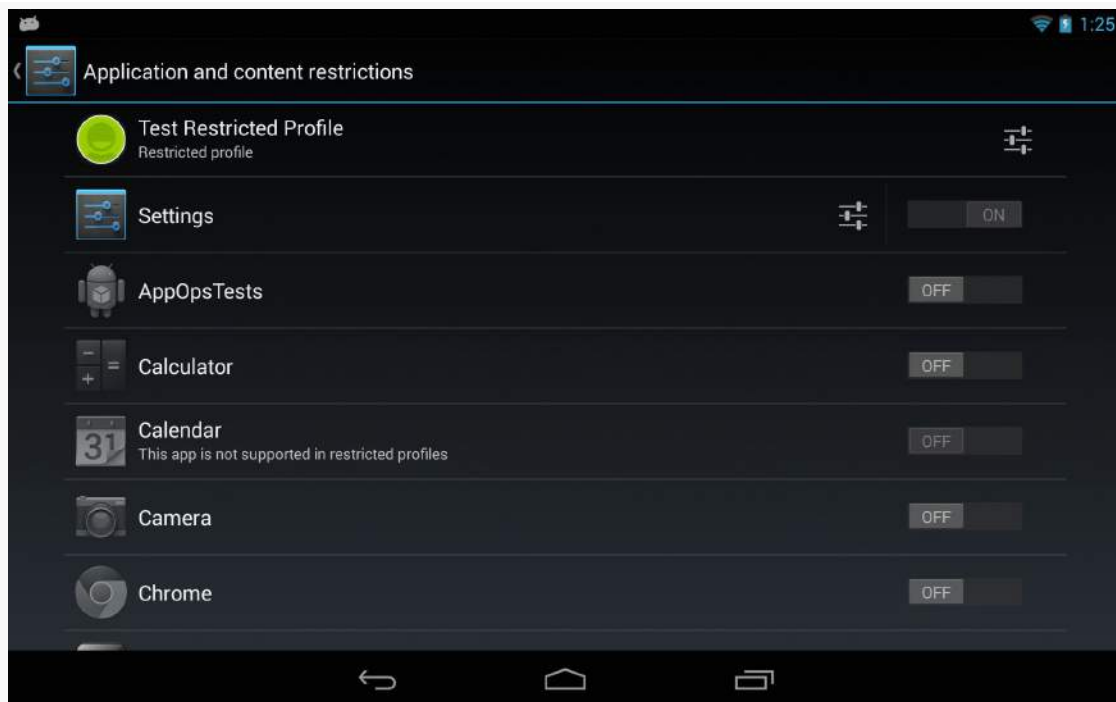 1:25
Application and content restrictions
Test Restricted Profile
Restricted profile
Settings
ON
AppOpsTests
OFF
Calculator
OFF
31
Calendar
This app is not supported in restricted profiles
OFF
Camera
OFF
Chrome
OFF